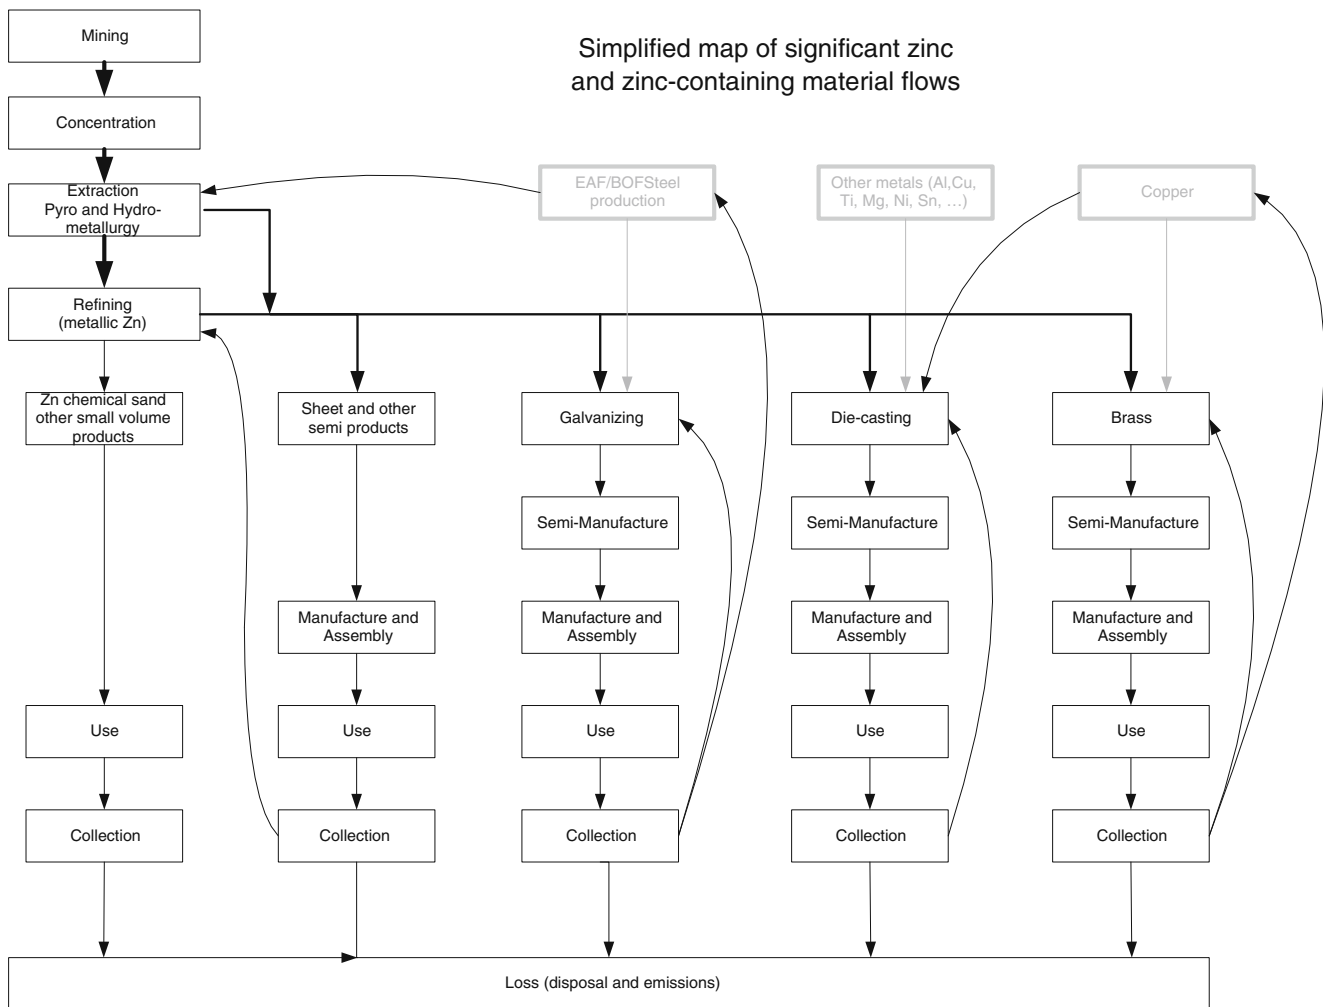 Simplified map of significant zinc
and zinc-containing material flows
Mining
Concentration
Extraction
Pyro and Hydro-
metallurgy
EAF/BOFSteel
production
Other metals (Al,Cu,
Ti, Mg, Ni, Sn, ...)
Copper
Refining
(metallic Zn)
Zn chemical sand
other small volume
products
Sheet and other
semi products
Galvanizing
Die-casting
Brass
Semi-Manufacture
Semi-Manufacture
Semi-Manufacture
Manufacture and
Assembly
Manufacture and
Assembly
Manufacture and
Assembly
Manufacture and
Assembly
Use
Use
Use
Use
Use
Collection
Collection
Collection
Collection
Collection
Loss (disposal and emissions)